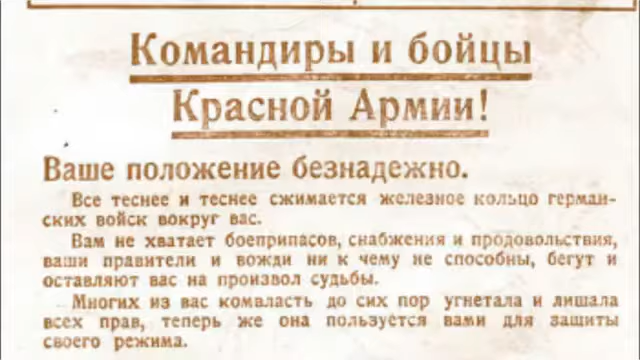 Командиры и бойцы
Красной Армии!
Ваше положение безнадежно.
Все теснее и теснее сжимается железное кольцо герман-
ских войск вокруг вас.
Вам не хватает боеприпасов, снабжения и продовольствия,
ваши правители и вожди ни к чему не способны, бегут и
оставляют вас на произвол судьбы.
Многих из вас комвласть до сих пор угнетала и лишала
всех прав, теперь же она пользуется вами для защиты
своего режима.